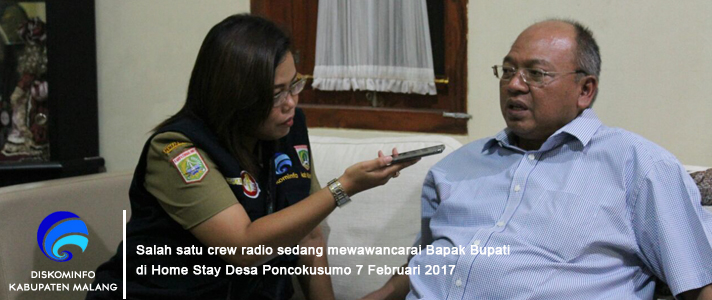 Salah satu crew radio sedang mewawancarai Bapak Bupati
di Home Stay Desa Poncokusumo 7 Februari 2017
DISKOMINFO
KABUPATEN MALANG